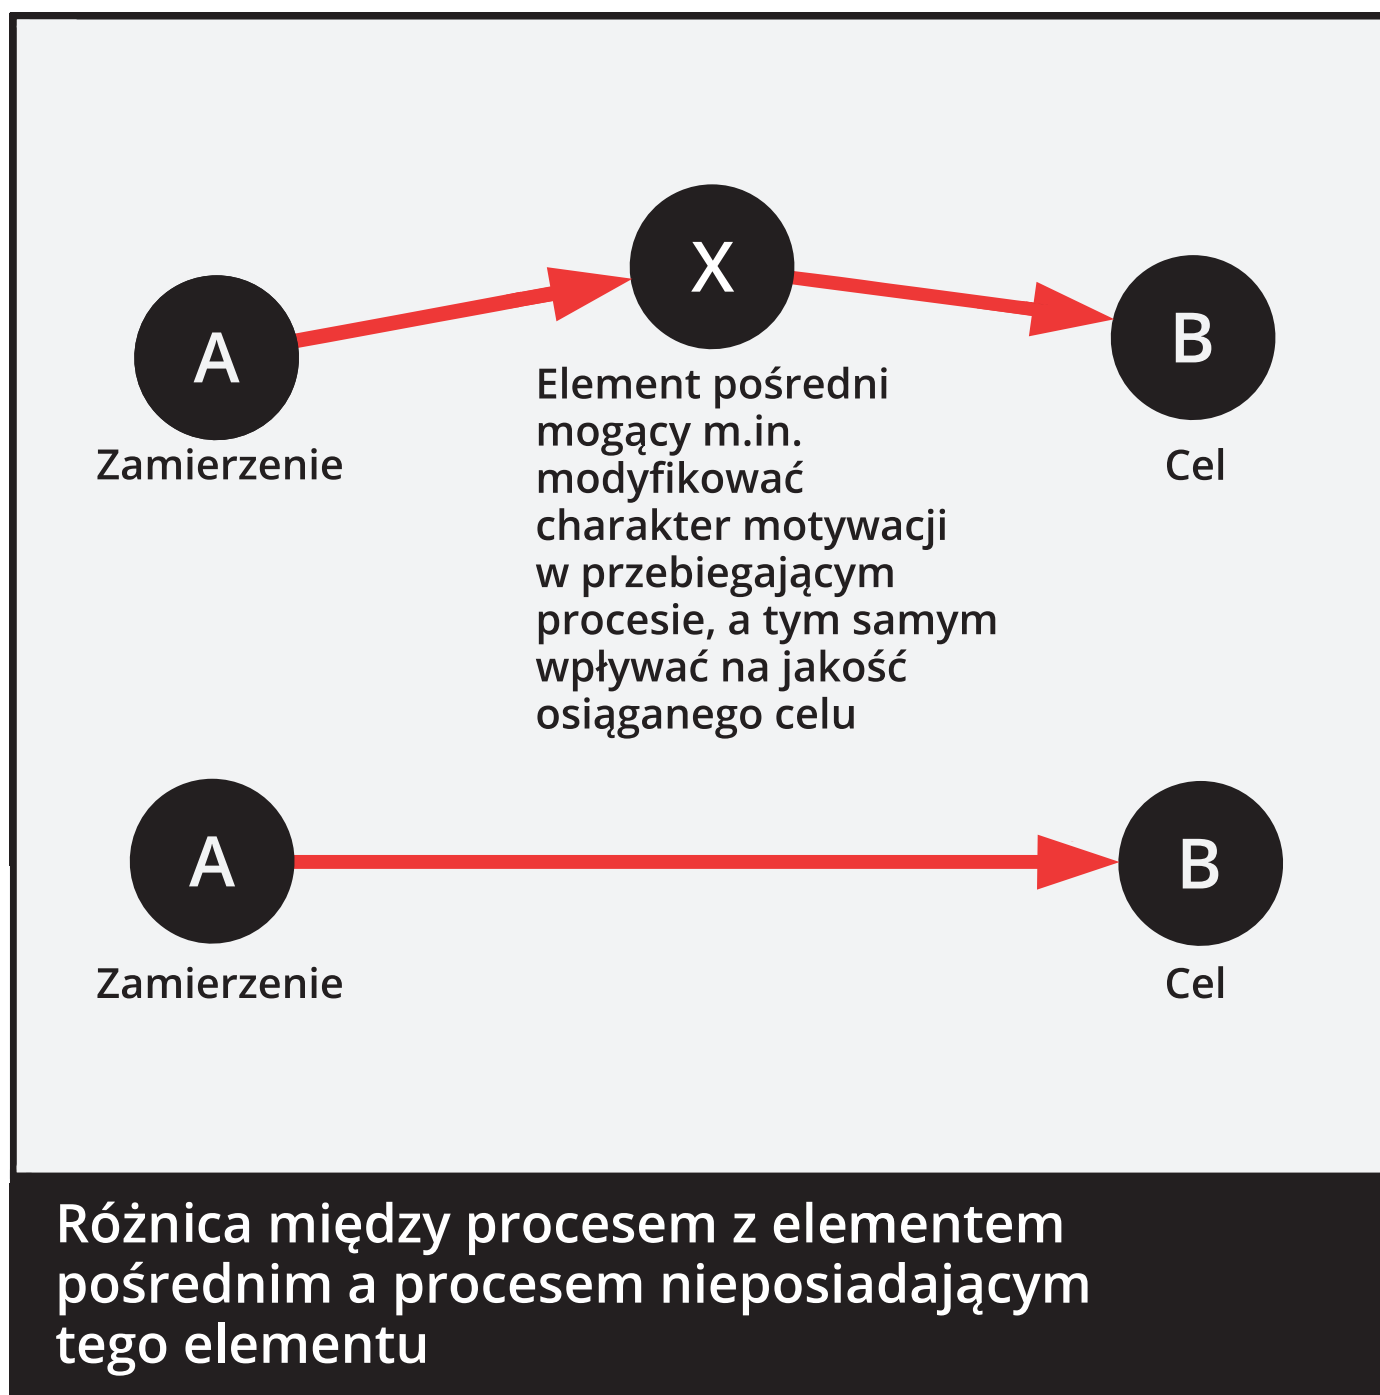 A
X
B
Zamierzenie
Element pośredni
mogący m.in.
modyfikować
charakter motywacji
w przebiegającym
procesie, a tym samym
wpływać na jakość
osiąganego celu
Cel
A
B
Zamierzenie
Cel
Różnica między procesem z elementem
pośrednim a procesem nieposiadającym
tego elementu